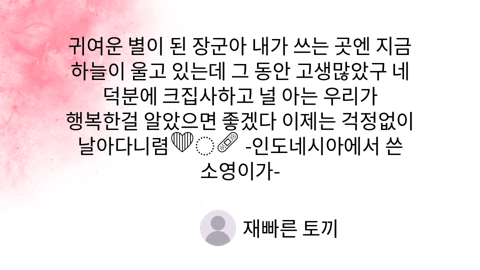 귀여운 별이 된 장군아 내가 쓰는 곳엔 지금
하늘이 울고 있는데 그 동안 고생많았구 네
덕분에 크집사하고 널 아는 우리가
행복한걸 알았으면 좋겠다 이제는 걱정없이
날아다니렴♥️◌🩹 -인도네시아에서 쓴
소영이가-
재빠른 토끼